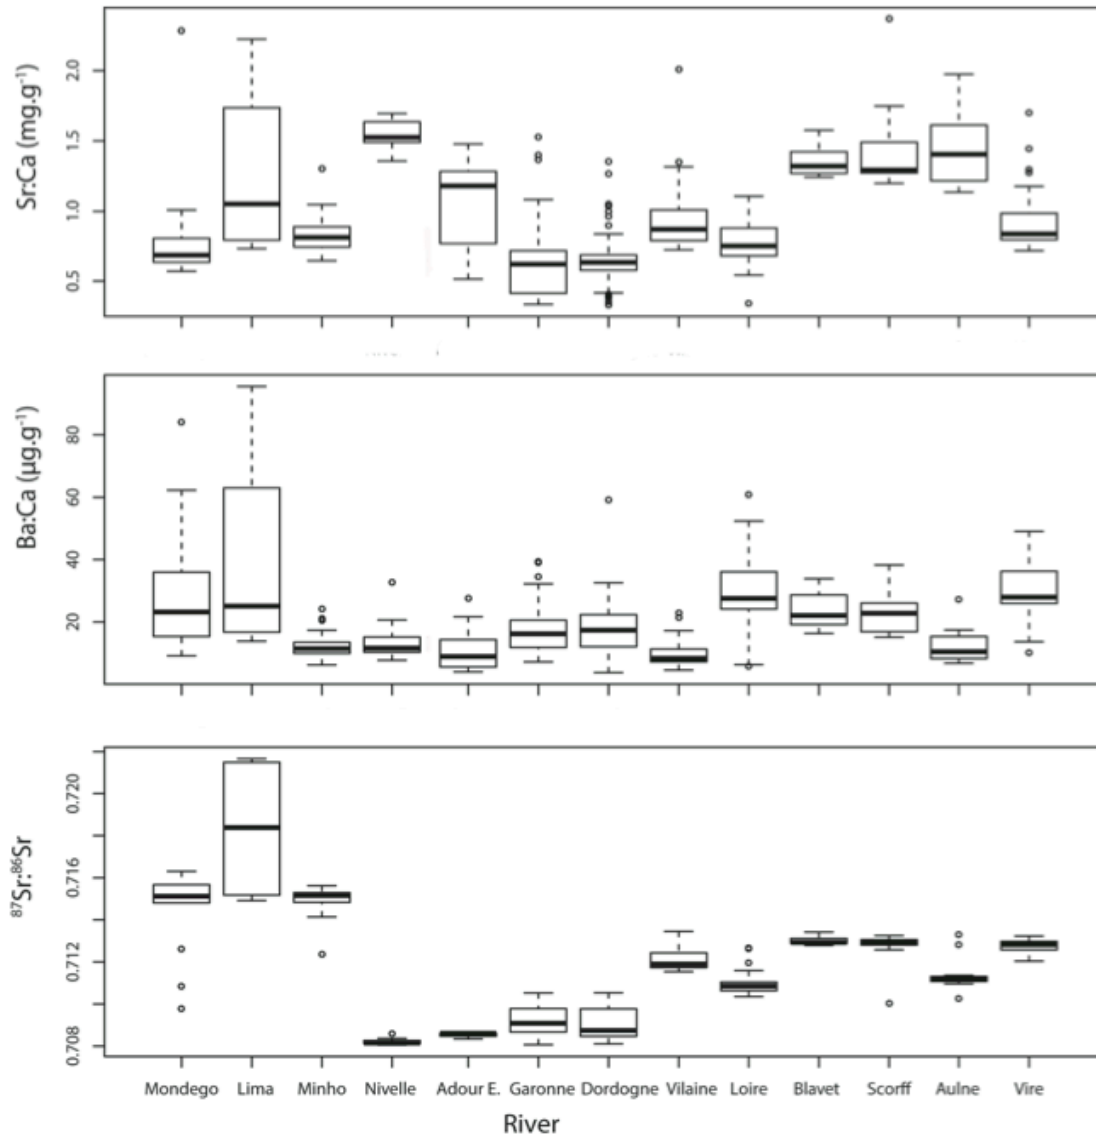 Sr:Ca (mg.g⁻¹)
2.0
1.5
1.0
0.5
Ba:Ca (µg.g⁻¹)
80
60
40
20
⁸⁷Sr:⁸⁶Sr
0.720
0.716
0.712
0.708
Mondego Lima Minho Nivelle Adour E. Garonne Dordogne Vilaine Loire Blavet Scorff Aulne Vire
River